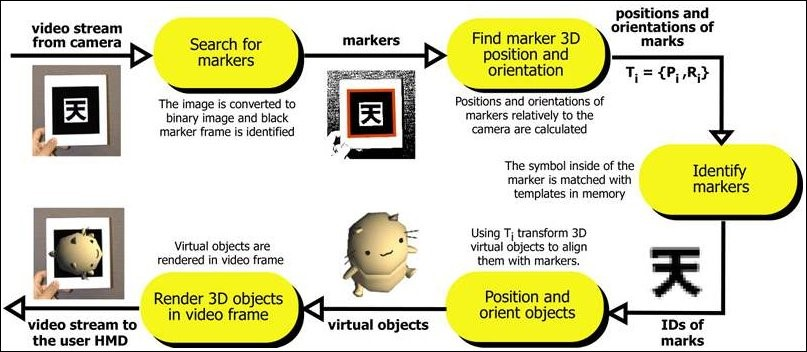 video stream
from camera
Search for
markers
markers
Find marker 3D
position and
orientation
positions and
orientations of
marks
Tᵢ = {Pᵢ ,Rᵢ}
天
The image is converted to
binary image and black
marker frame is identified
天
Positions and orientations of
markers relatively to the
camera are calculated
The symbol inside of the
marker is matched with
templates in memory
Identify
markers
Virtual objects are
rendered in video frame
Using Tᵢ transform 3D
virtual objects to align
them with markers.
天
Render 3D objects
in video frame
Position and
orient objects
video stream to
the user HMD
virtual objects
IDs of
marks